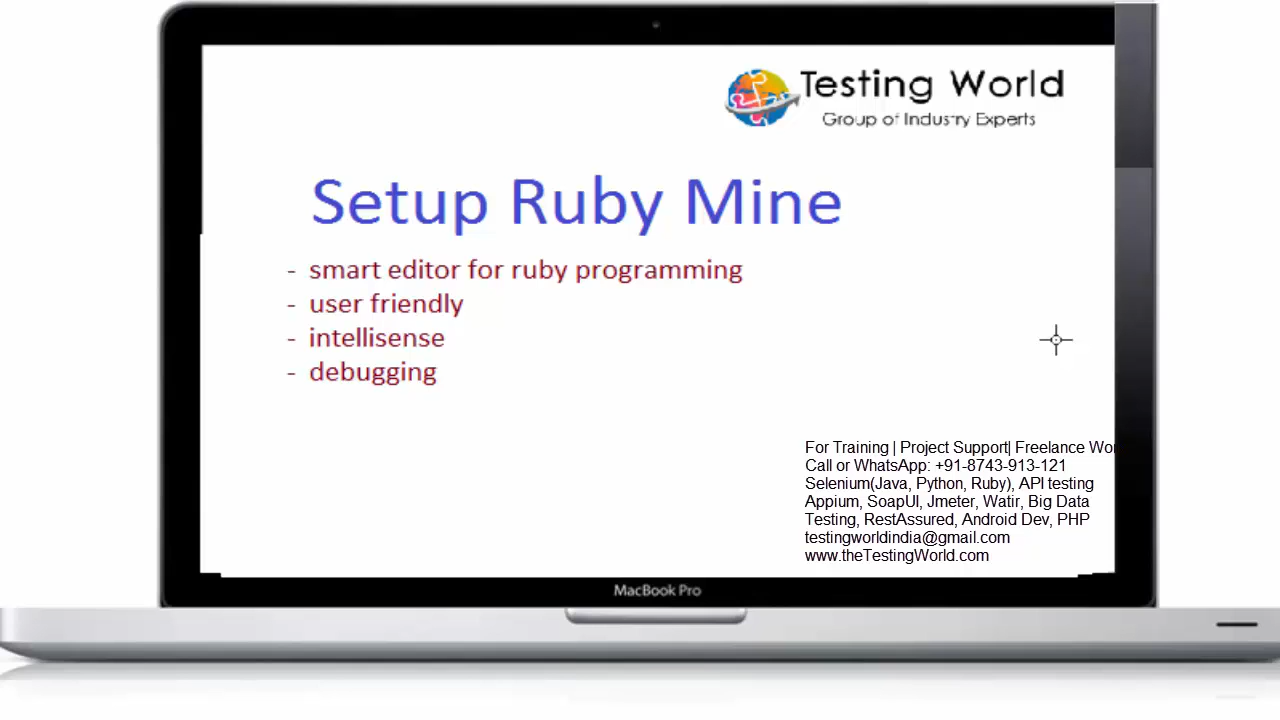 Testing World
Group of Industry Experts
Setup Ruby Mine
- smart editor for ruby programming
- user friendly
- intellisense
- debugging
For Training | Project Support| Freelance
Call or WhatsApp: +91-8743-913-121
Selenium(Java, Python, Ruby), API testing
Appium, SoapUI, Jmeter, Watir, Big Data
Testing, RestAssured, Android Dev, PHP
testingworldindia@gmail.com
www.theTestingWorld.com
MacBook Pro